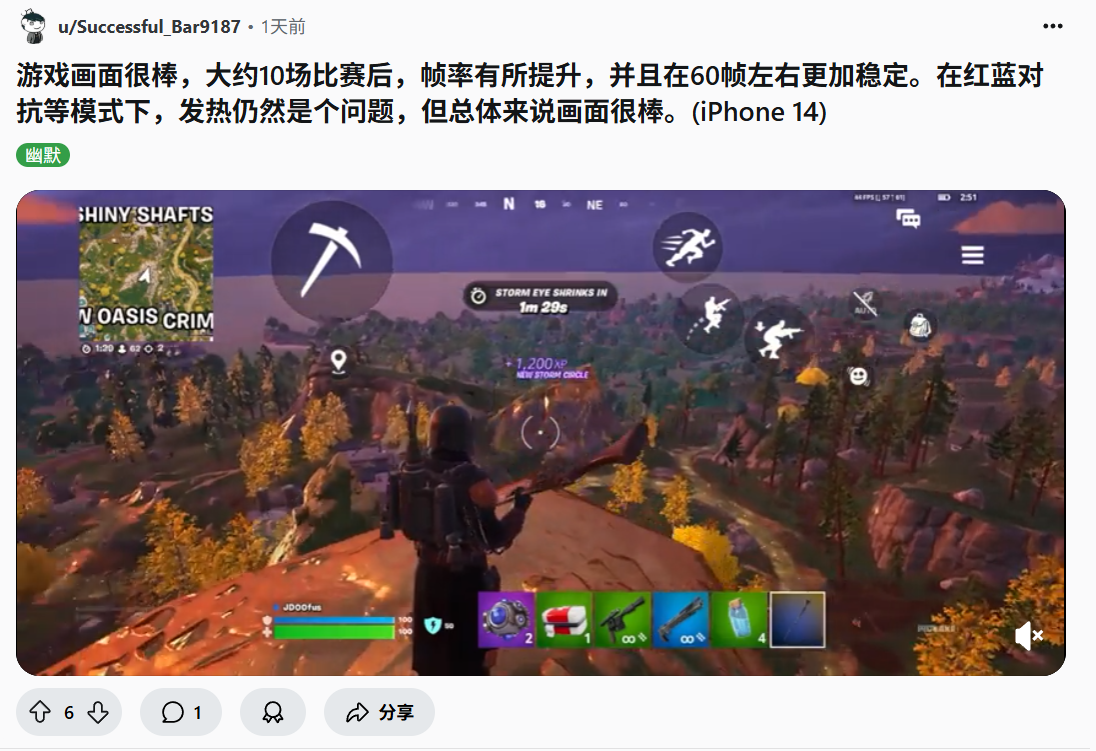 u/Successful_Bar9187 • 1天前
游戏画面很棒，大约10场比赛后，帧率有所提升，并且在60帧左右更加稳定。在红蓝对
抗等模式下，发热仍然是个问题，但总体来说画面很棒。(iPhone 14)
幽默
SHINY SHAFTS
N
NE
2:51
STORM EYE SHRINKS IN
1m 29s
W OASIS
CRIM
1:20 62 2
+1,200 XP
NEW STORM CIRCLE
JD00fus
100
100
50
2
1
∞
∞
4
6
1
分享